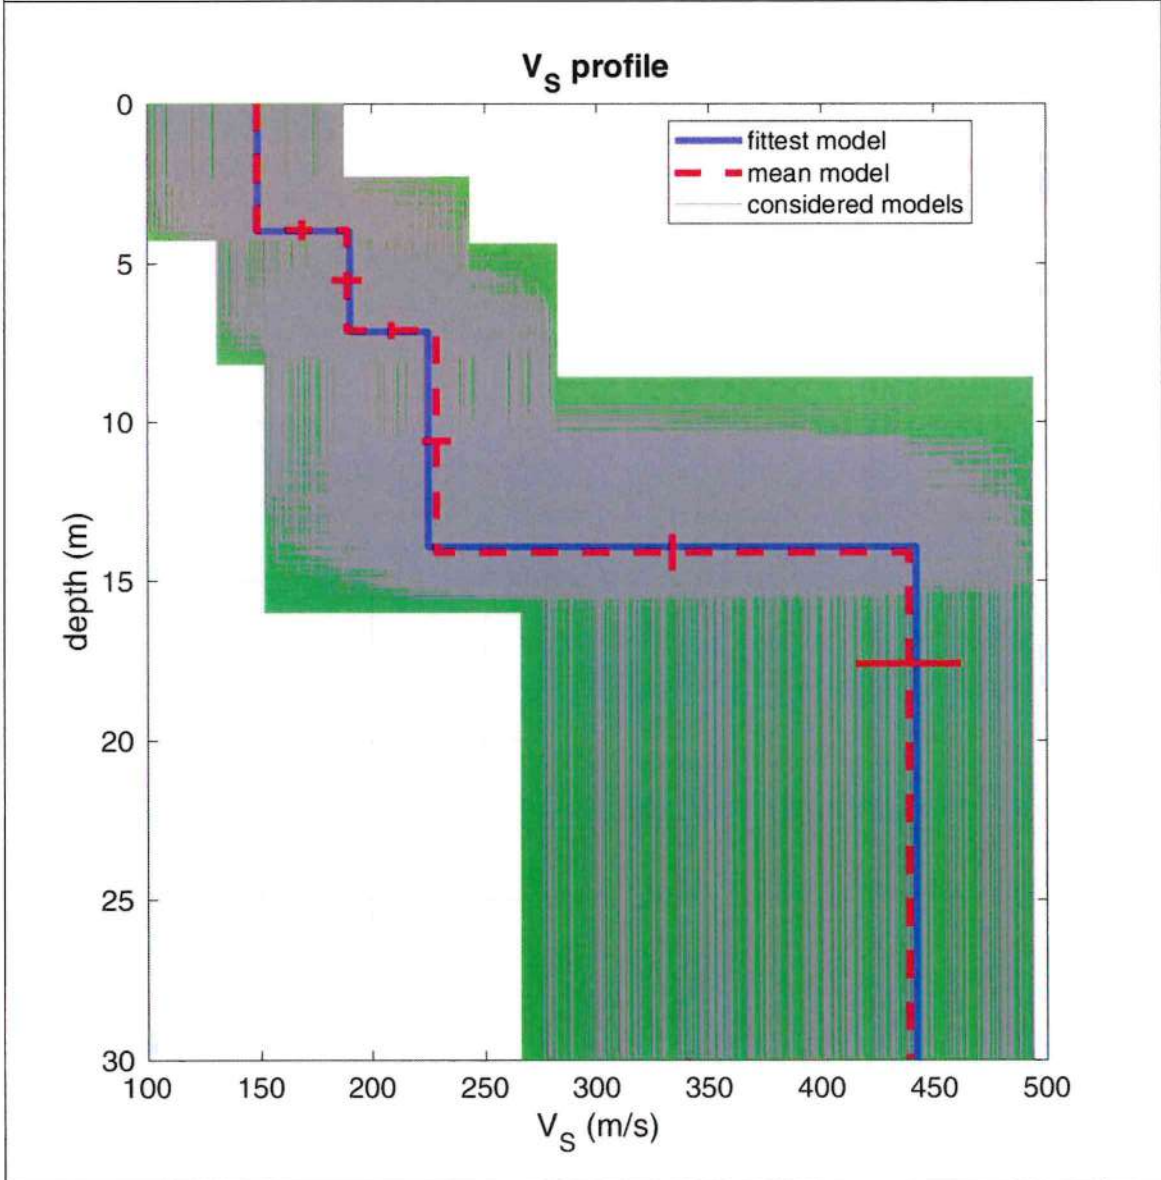 V_S profile
0
5
10
15
20
25
30
depth (m)
fittest model
mean model
considered models
100 150 200 250 300 350 400 450 500
V_S (m/s)